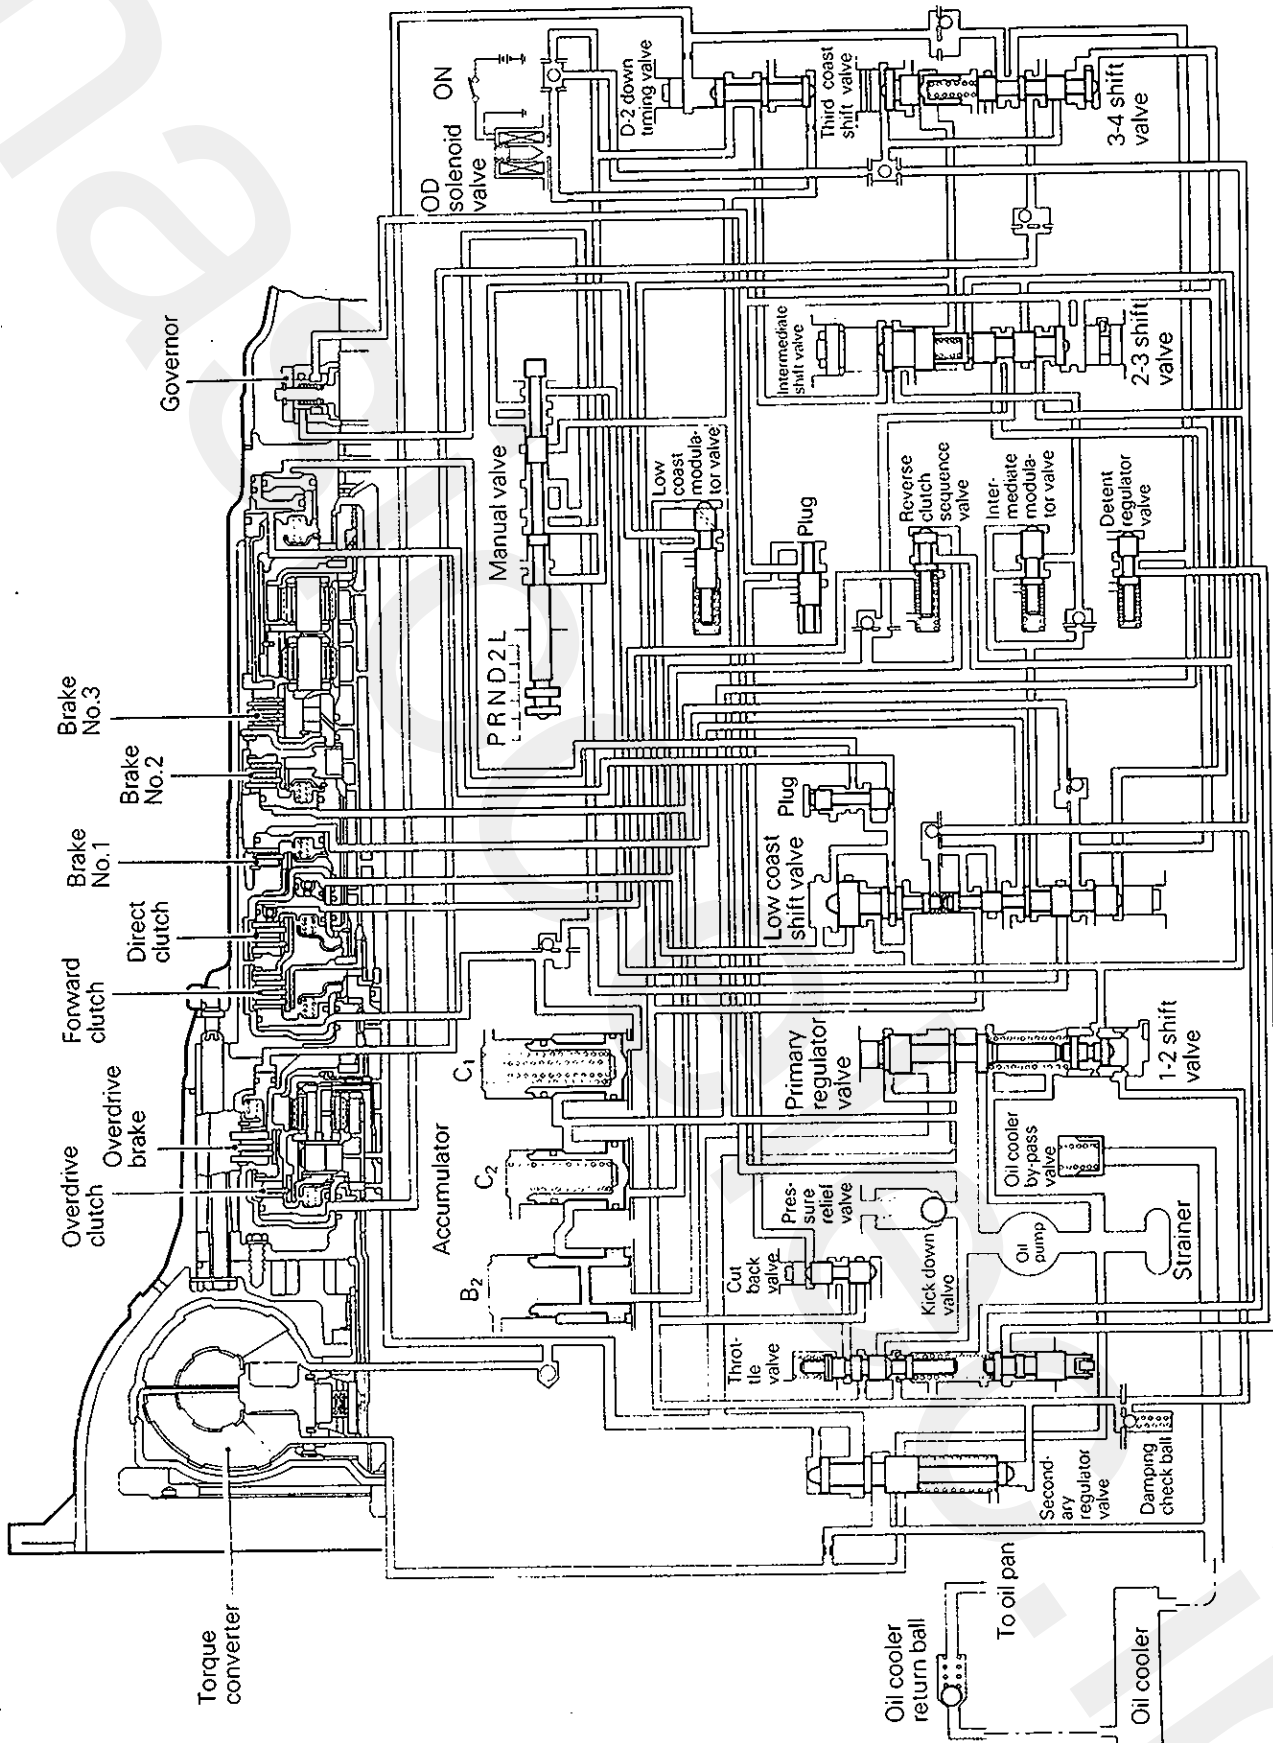 Torque
converter
Overdrive
clutch
Overdrive
brake
Forward
clutch
Direct
clutch
Brake
No.1
Brake
No.2
Brake
No.3
Governor
Accumulator
B2
C2
C1
P R N D 2 L
Manual valve
OD
solenoid
valve
ON
D-2 down
timing valve
Third coast
shift valve
3-4 shift
valve
Low
coast
modula-
tor valve
Plug
Intermediate
shift valve
2-3 shift
valve
Reverse
clutch
sequence
valve
Inter-
mediate
modula-
tor valve
Detent
regulator
valve
Plug
Low coast
shift valve
1-2 shift
valve
Primary
regulator
valve
Pres-
sure
relief
valve
Oil cooler
by-pass
valve
Cut
back
valve
Kick down
valve
Oil
pump
Strainer
Throt-
tle
valve
Second-
ary
regulator
valve
Damping
check ball
Oil cooler
return ball
To oil pan
Oil cooler